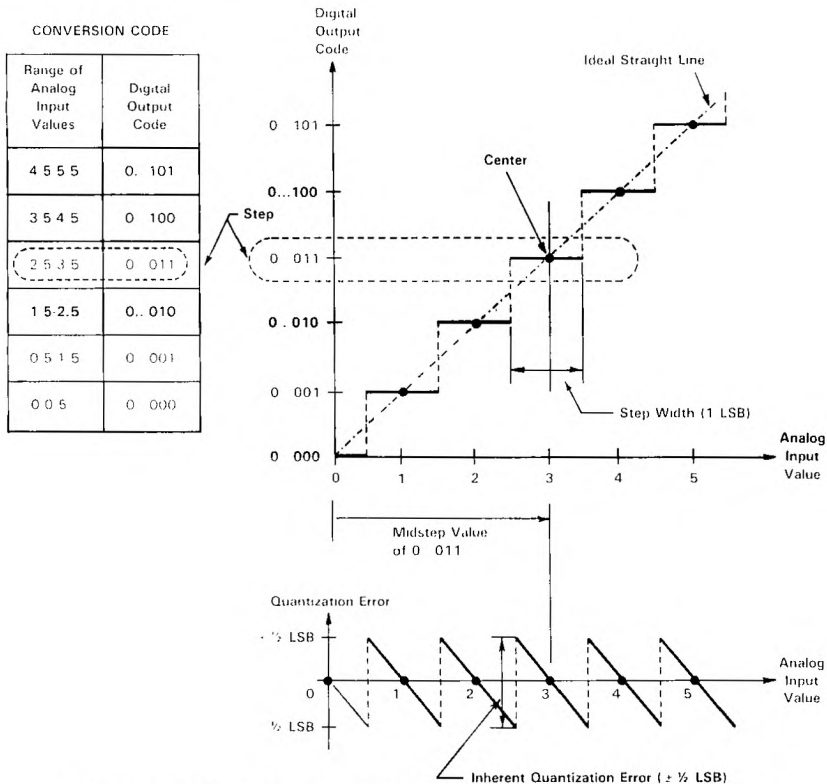 CONVERSION CODE
Range of
Analog
Input
Values
Digital
Output
Code
4 5 5 5
0. 101
3 5 4 5
0 100
2 5 3 5
0 011
1 5-2.5
0.. 010
0 5 1 5
0 001
0 0 5
0 000
Step
Digital
Output
Code
Ideal Straight Line
Center
0 101
0...100
0 011
0 . 010
0 001
0 000
0
1
2
3
4
5
Step Width (1 LSB)
Analog
Input
Value
Midstep Value
of 0 011
Quantization Error
½ LSB
0
1
2
3
4
5
½ LSB
Analog
Input
Value
Inherent Quantization Error (± ½ LSB)